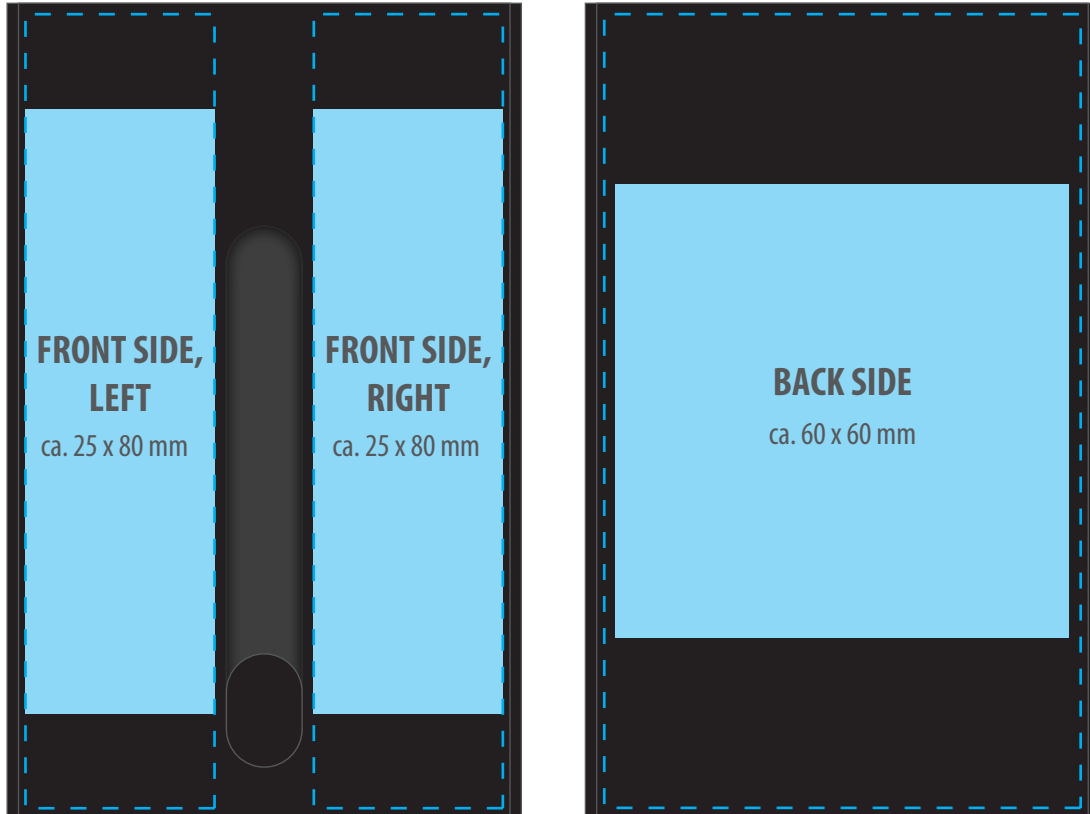 FRONT SIDE,
LEFT
ca. 25 x 80 mm
FRONT SIDE,
RIGHT
ca. 25 x 80 mm
BACK SIDE
ca. 60 x 60 mm